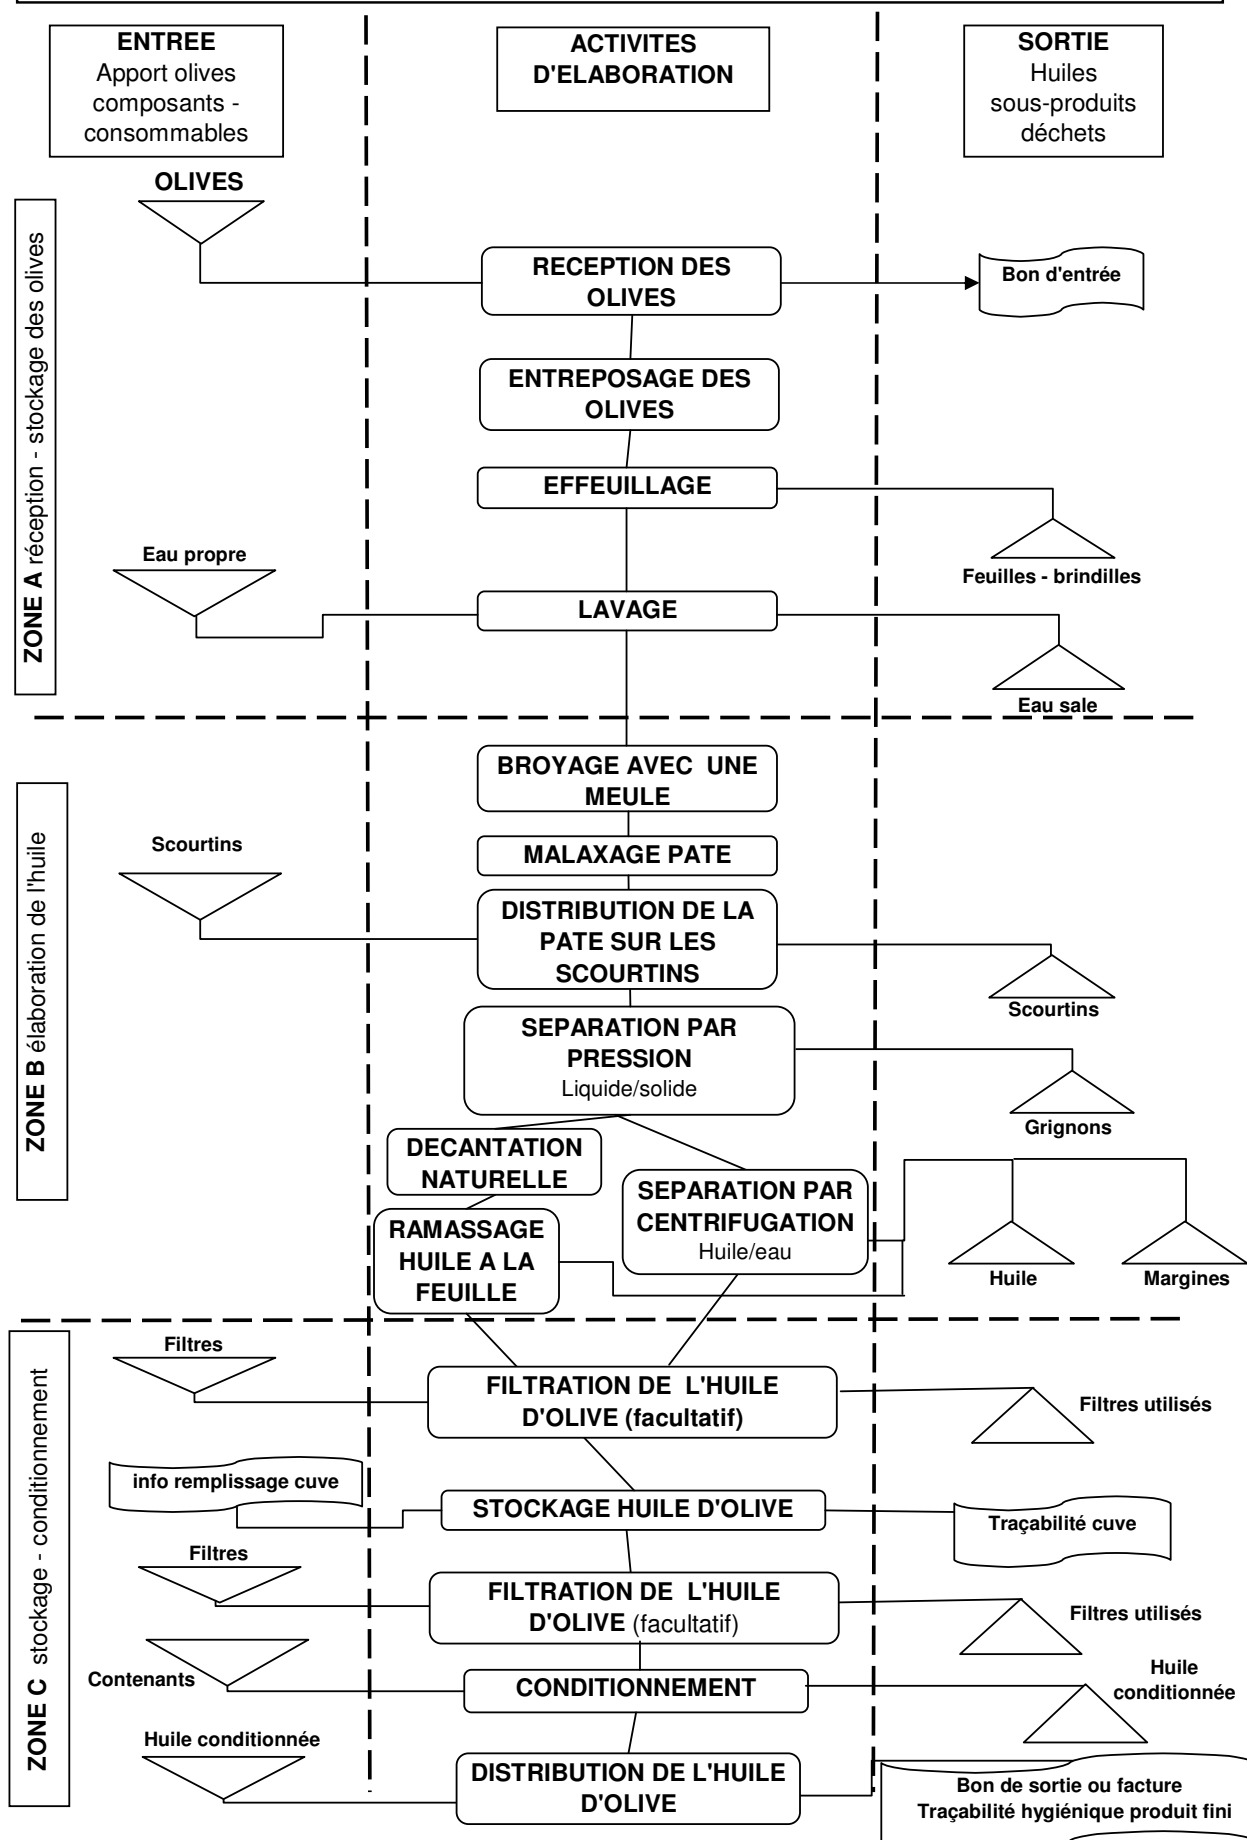 ENTREE
Apport olives
composants -
consommables
ACTIVITES
D'ELABORATION
SORTIE
Huiles
sous-produits
déchets
ZONE A réception - stockage des olives
OLIVES
RECEPTION DES
OLIVES
Bon d'entrée
ENTREPOSAGE DES
OLIVES
EFFEUILLAGE
Feuilles - brindilles
Eau propre
LAVAGE
Eau sale
ZONE B élaboration de l'huile
BROYAGE AVEC UNE
MEULE
MALAXAGE PATE
Scourtins
DISTRIBUTION DE LA
PATE SUR LES
SCOURTINS
Scourtins
SEPARATION PAR
PRESSION
Liquide/solide
Grignons
DECANTATION
NATURELLE
SEPARATION PAR
CENTRIFUGATION
Huile/eau
RAMASSAGE
HUILE A LA
FEUILLE
Huile
Margines
ZONE C stockage - conditionnement
Filtres
FILTRATION DE L'HUILE
D'OLIVE (facultatif)
Filtres utilisés
info remplissage cuve
STOCKAGE HUILE D'OLIVE
Traçabilité cuve
Filtres
FILTRATION DE L'HUILE
D'OLIVE (facultatif)
Filtres utilisés
Contenants
CONDITIONNEMENT
Huile
conditionnée
Huile conditionnée
DISTRIBUTION DE L'HUILE
D'OLIVE
Bon de sortie ou facture
Traçabilité hygiénique produit fini